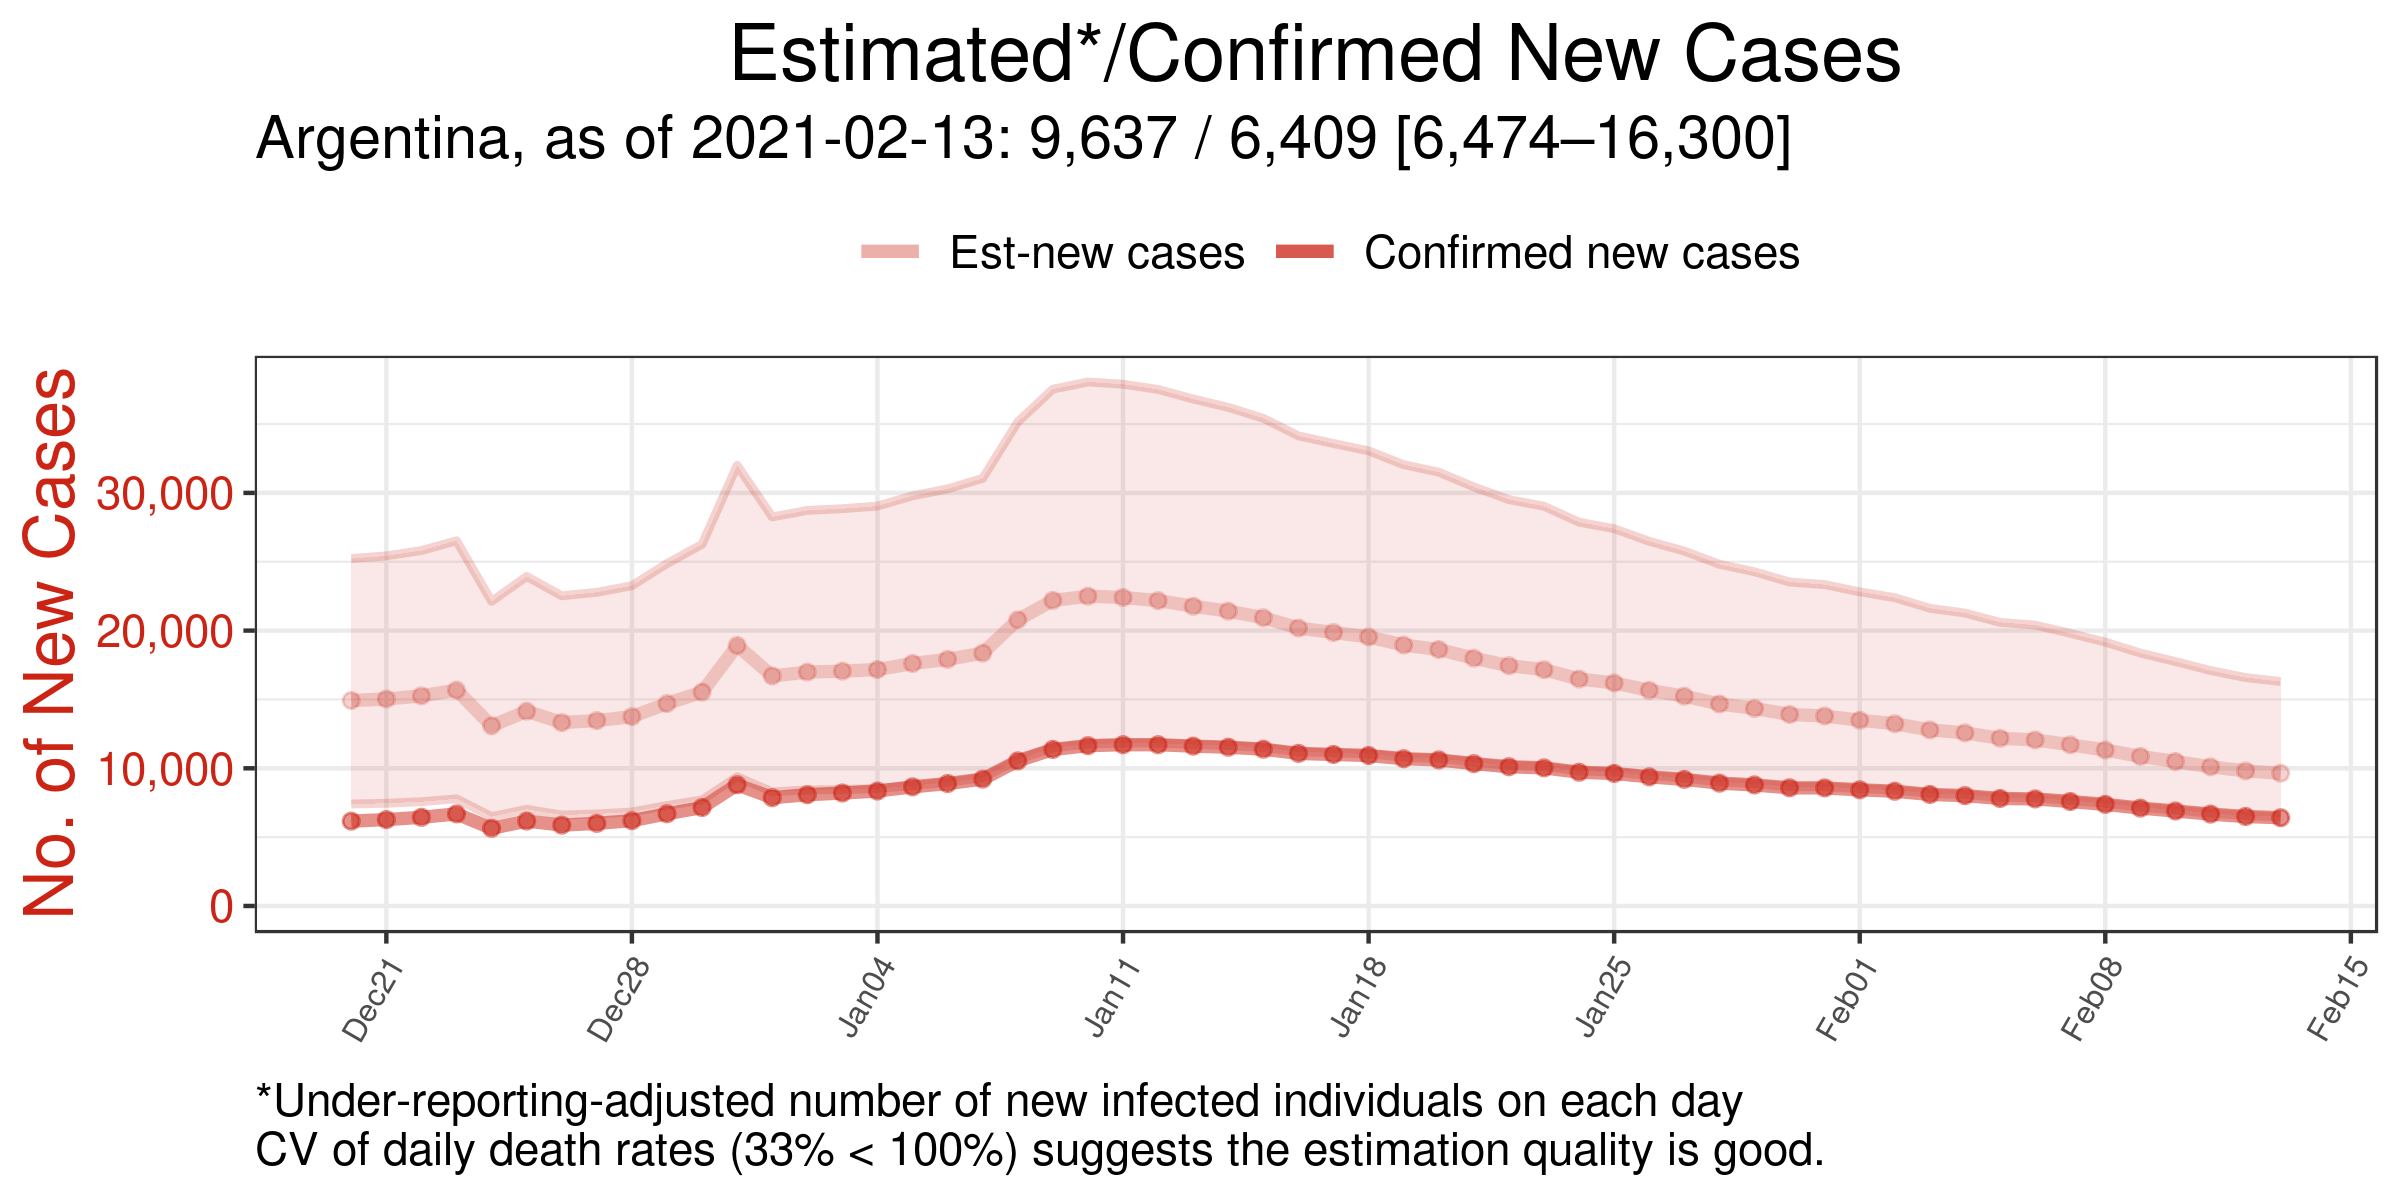 Estimated*/Confirmed New Cases
Argentina, as of 2021-02-13: 9,637 / 6,409 [6,474–16,300]
Est-new cases Confirmed new cases
No. of New Cases
30,000
20,000
10,000
0
Dec21 Dec28 Jan04 Jan11 Jan18 Jan25 Feb01 Feb08 Feb15
*Under-reporting-adjusted number of new infected individuals on each day
CV of daily death rates (33% < 100%) suggests the estimation quality is good.